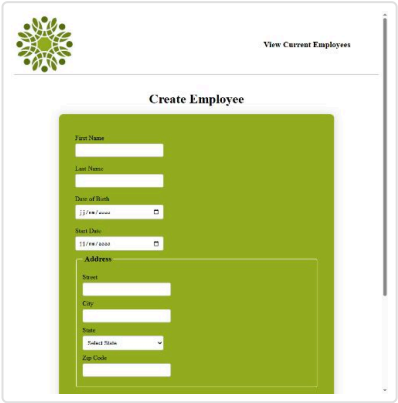 View Current Employees
Create Employee
First Name
Last Name
Date of Birth
jj/mm/aaaa
Start Date
jj/mm/aaaa
Address
Street
City
State
Select State
Zip Code